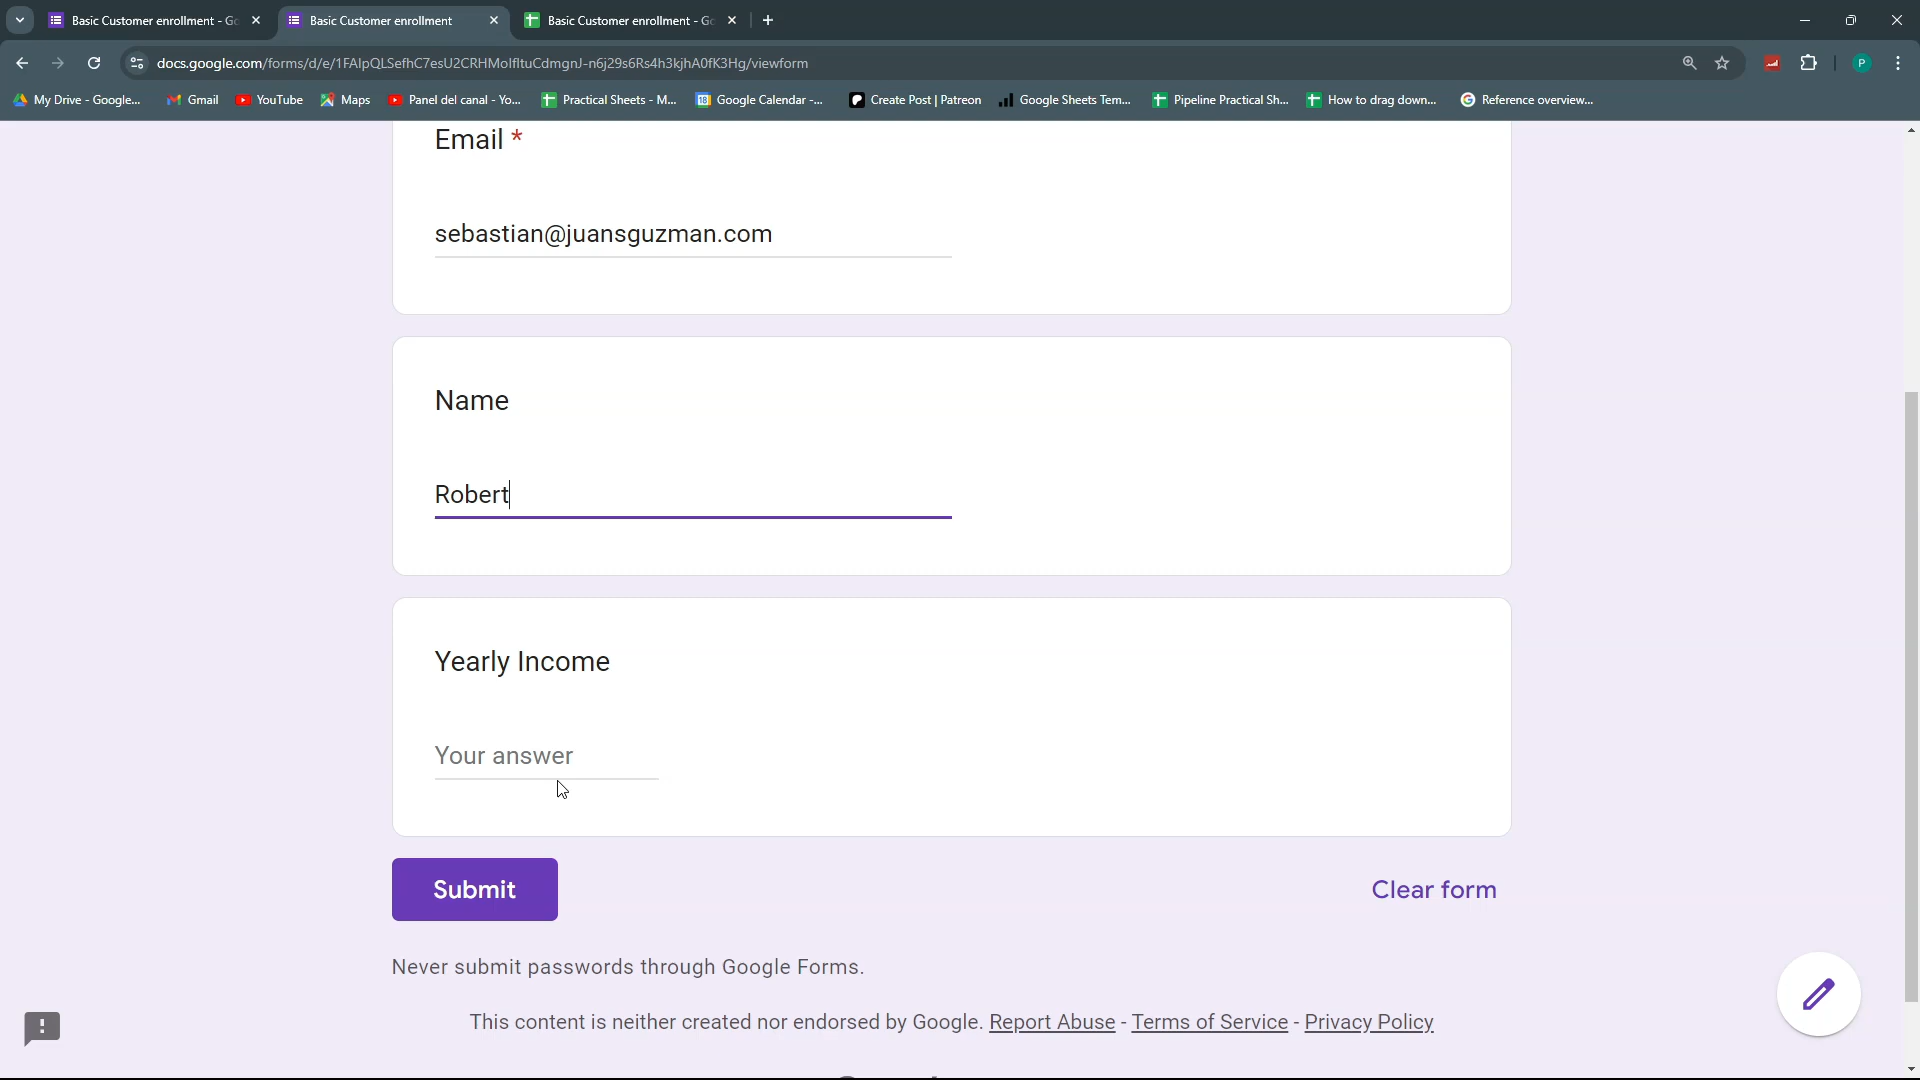 Basic Customer enrollment - Go
Basic Customer enrollment
Basic Customer enrollment - Go
docs.google.com/forms/d/e/1FAIpQLSefhC7esU2CRHMolfltuCdmgnJ-n6j29s6Rs4h3kjhA0fK3Hg/viewform
P
My Drive - Google...
Gmail
YouTube
Maps
Panel del canal - Yo...
Practical Sheets - M...
Google Calendar -...
Create Post | Patreon
Google Sheets Tem...
Pipeline Practical Sh...
How to drag down...
Reference overview...
Email *
sebastian@juansguzman.com
Name
Robert
Yearly Income
Your answer
Submit
Clear form
Never submit passwords through Google Forms.
This content is neither created nor endorsed by Google. Report Abuse - Terms of Service - Privacy Policy